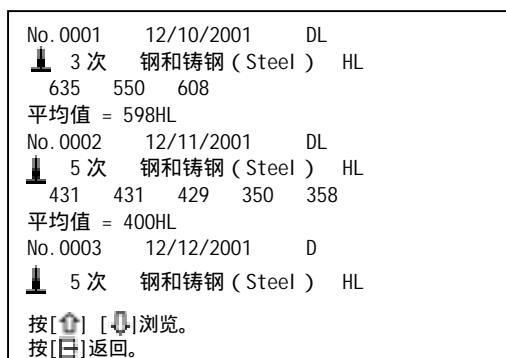 No.0001 12/10/2001 DL
3 次 钢和铸钢（Steel） HL
635 550 608
平均值 = 598HL
No.0002 12/11/2001 DL
5 次 钢和铸钢（Steel） HL
431 431 429 350 358
平均值 = 400HL
No.0003 12/12/2001 D
5 次 钢和铸钢（Steel） HL
按[⇧] [⇩]浏览。
按[]返回。